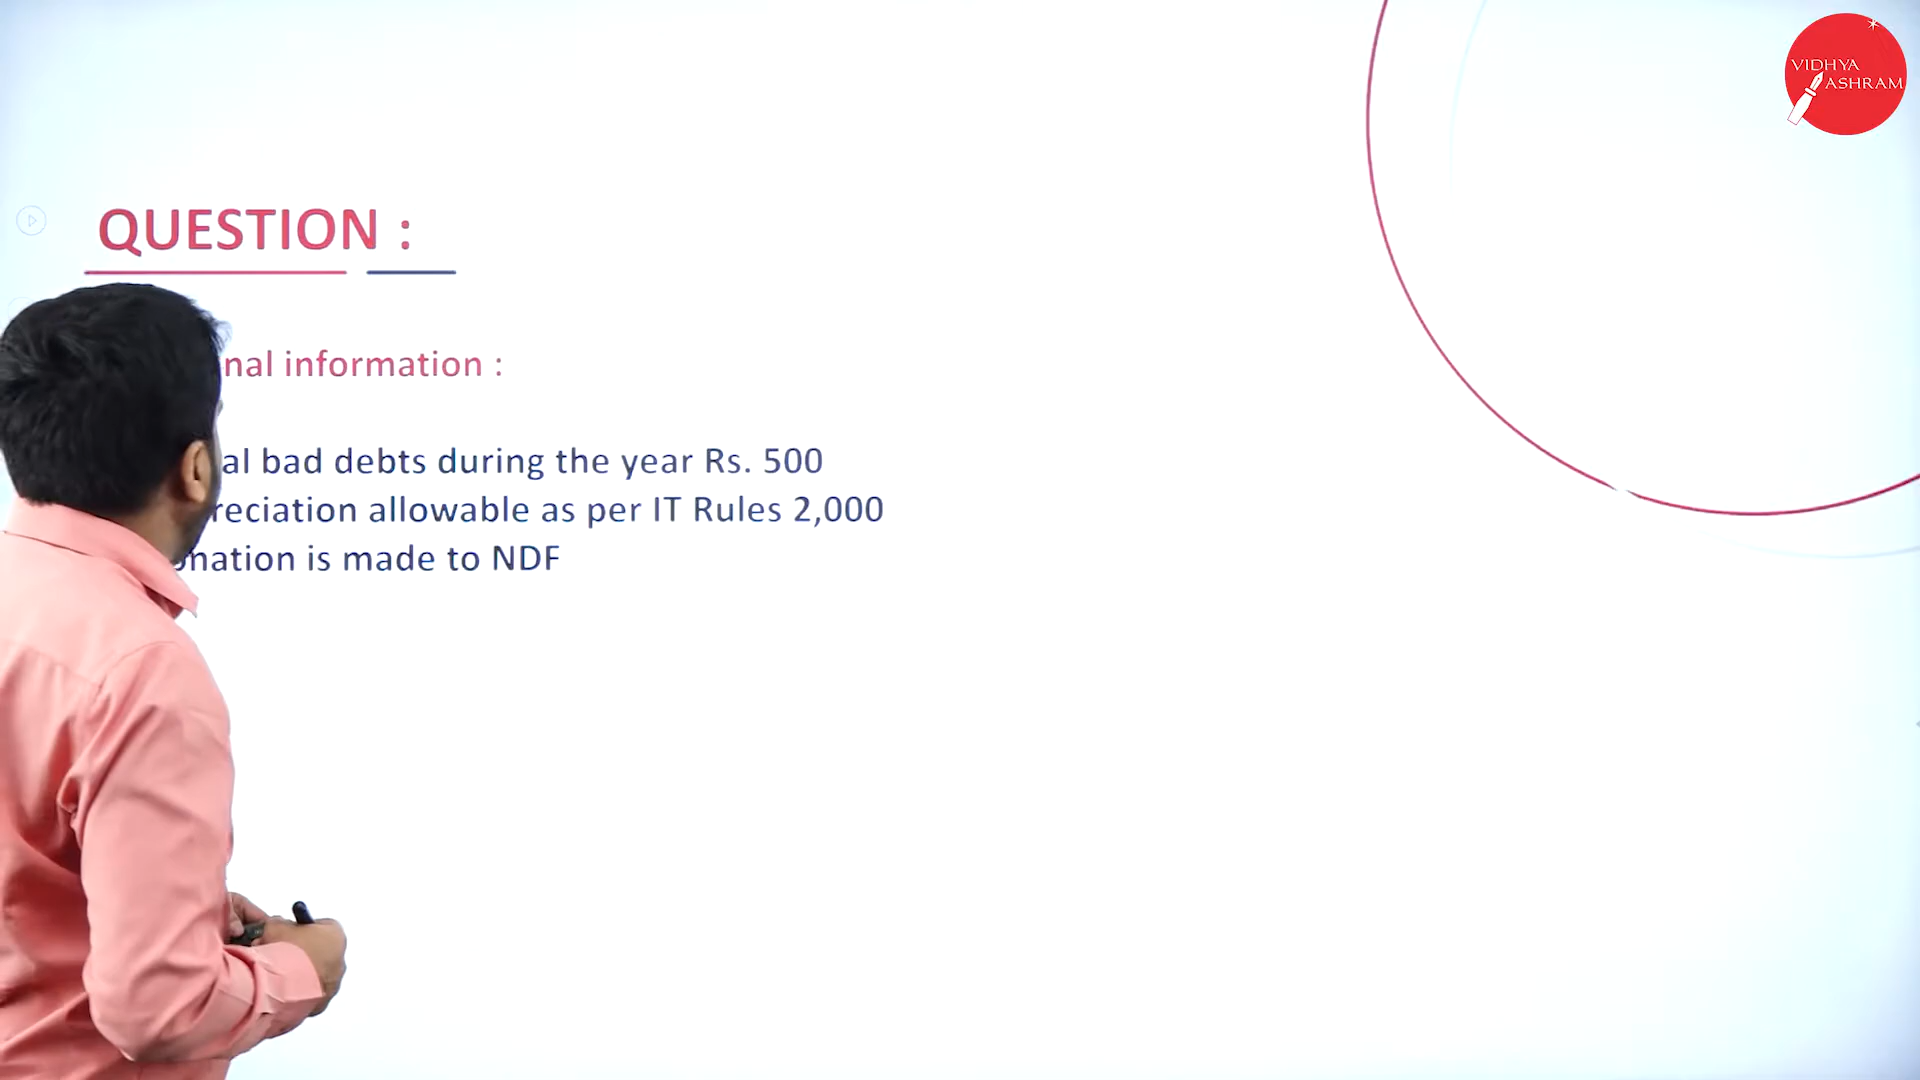 VIDHYA
ASHRAM
QUESTION :
nal information :
al bad debts during the year Rs. 500
reciation allowable as per IT Rules 2,000
nation is made to NDF